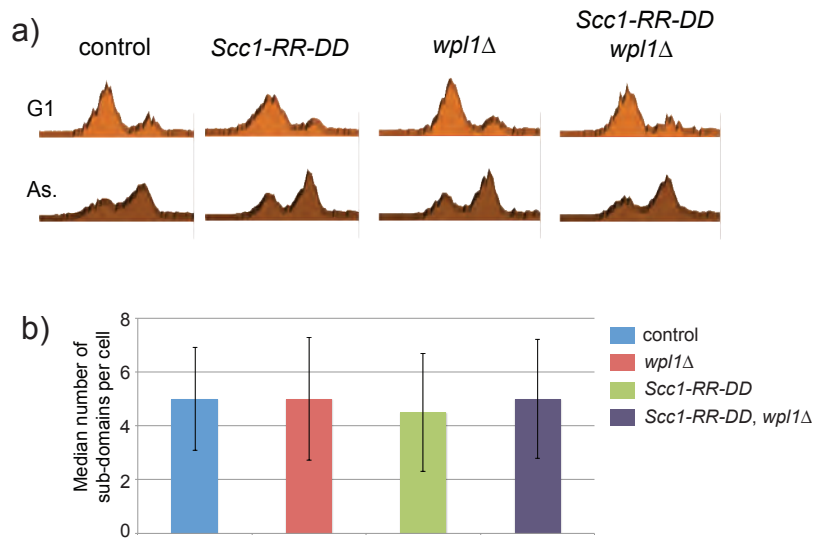 a)
control
Scc1-RR-DD
wpl1Δ
Scc1-RR-DD
wpl1Δ
G1
As.
b)
Median number of
sub-domains per cell
8
6
4
2
0
control
wpl1Δ
Scc1-RR-DD
Scc1-RR-DD, wpl1Δ